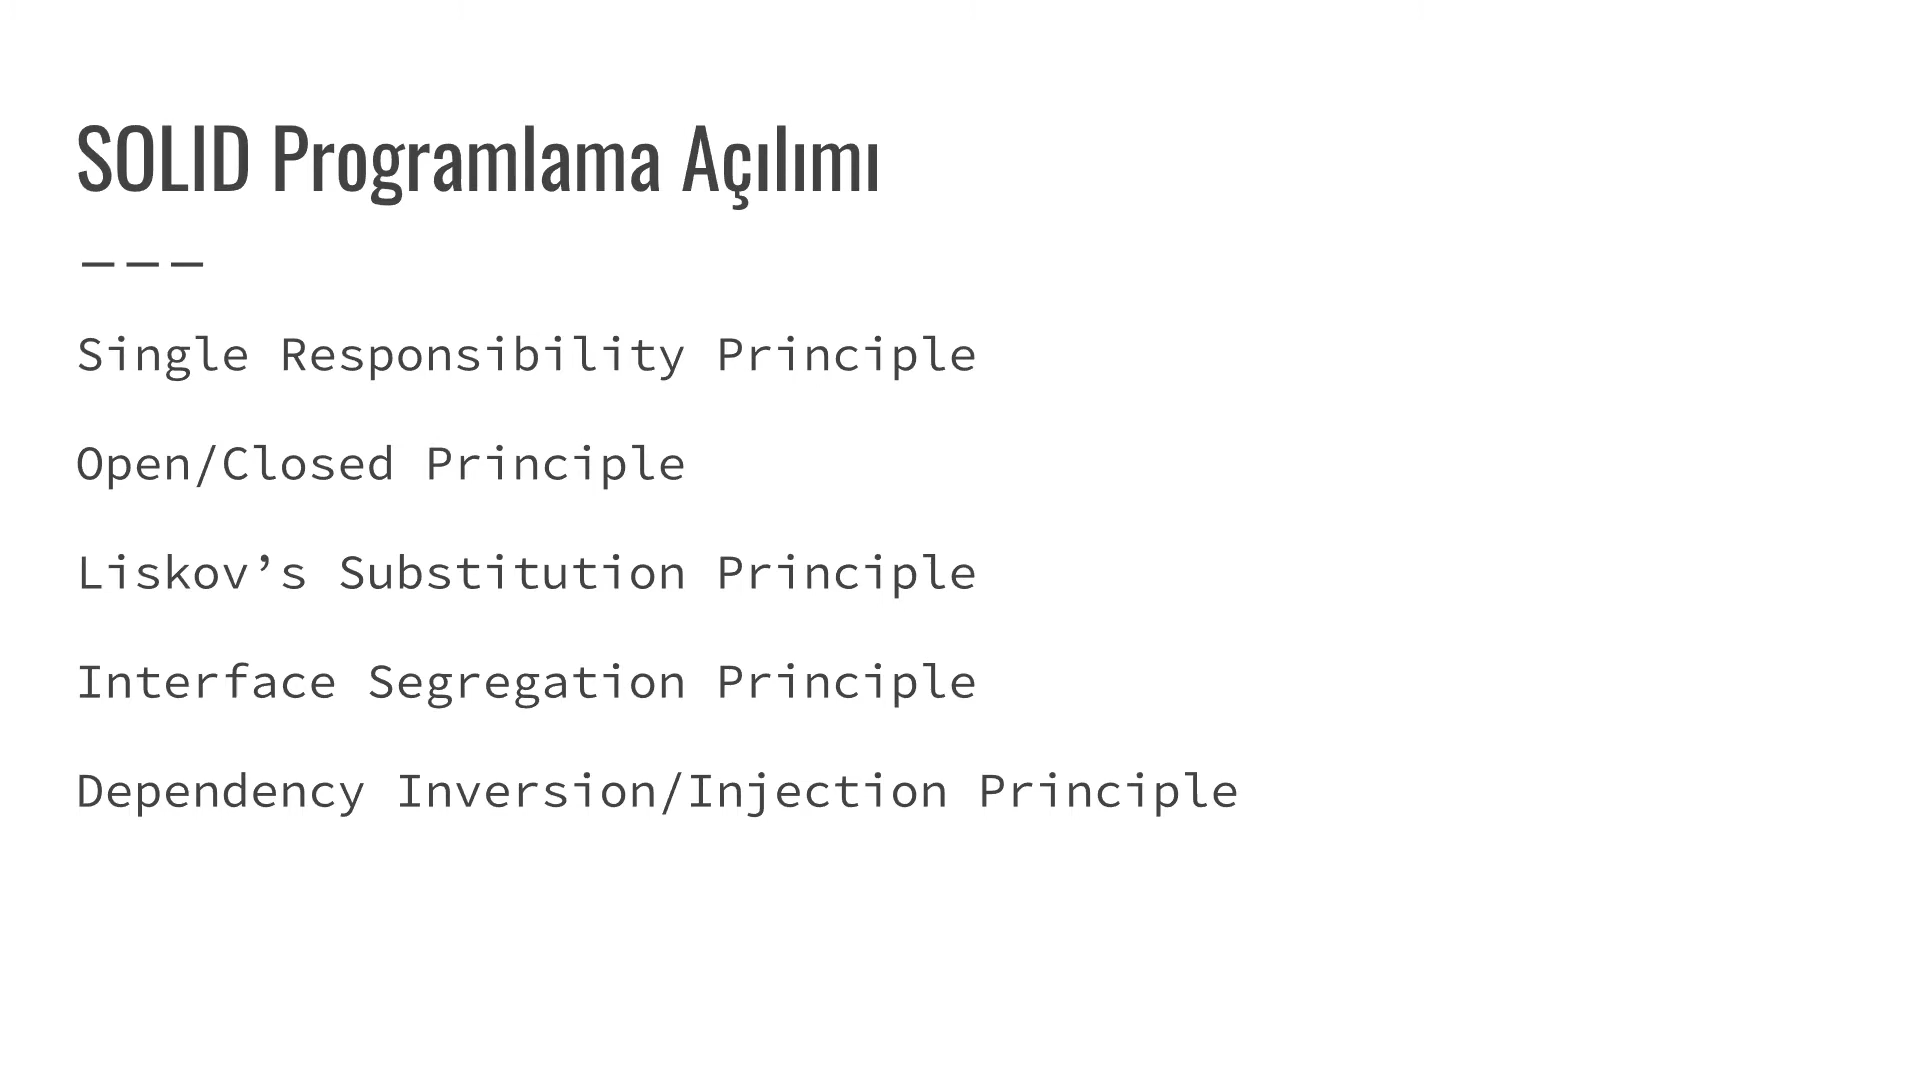 SOLID Programlama Açılımı
Single Responsibility Principle
Open/Closed Principle
Liskov’s Substitution Principle
Interface Segregation Principle
Dependency Inversion/Injection Principle